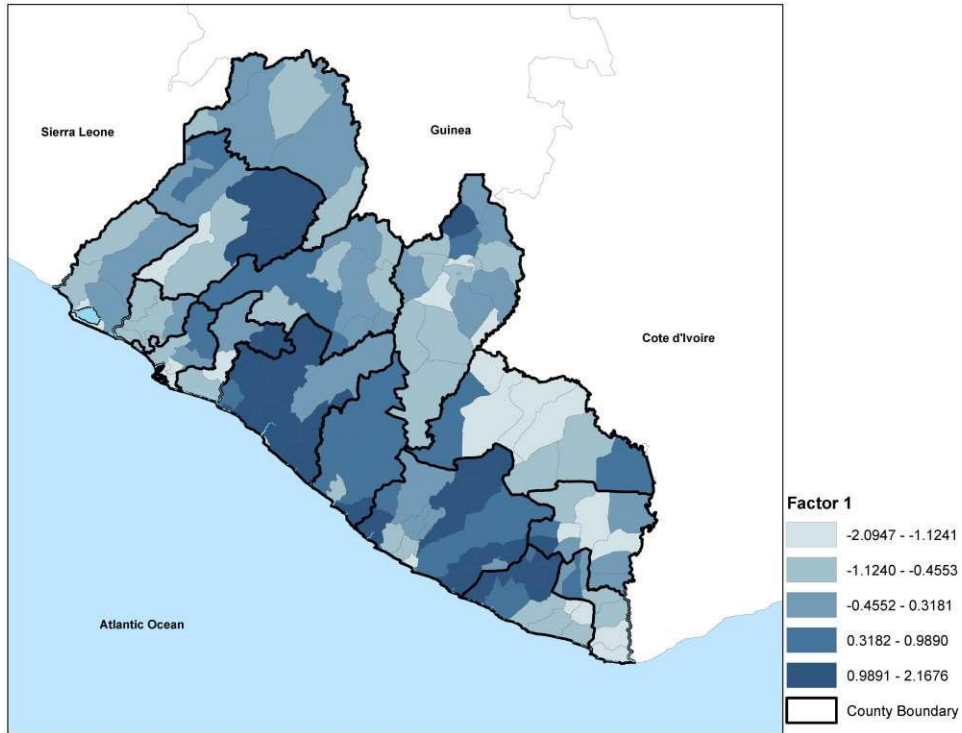 Sierra Leone
Guinea
Cote d'Ivoire
Atlantic Ocean
Factor 1
-2.0947 - -1.1241
-1.1240 - -0.4553
-0.4552 - 0.3181
0.3182 - 0.9890
0.9891 - 2.1676
County Boundary